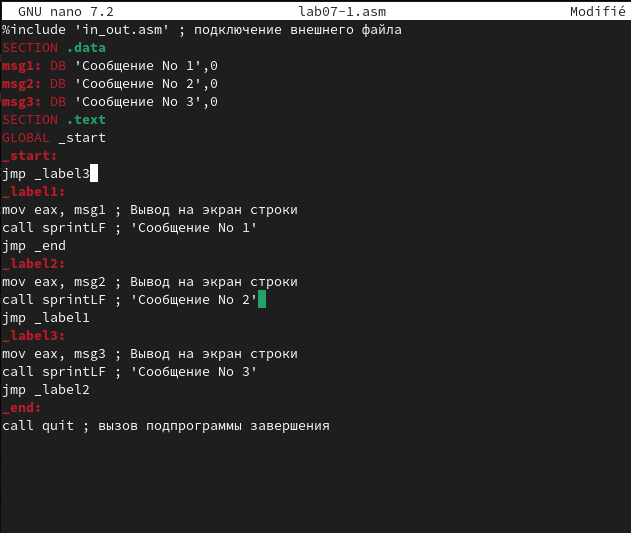 GNU nano 7.2 lab07-1.asm Modifié
%include 'in_out.asm' ; подключение внешнего файла
SECTION .data
msg1: DB 'Сообщение No 1',0
msg2: DB 'Сообщение No 2',0
msg3: DB 'Сообщение No 3',0
SECTION .text
GLOBAL _start
_start:
jmp _label3
_label1:
mov eax, msg1 ; Вывод на экран строки
call sprintLF ; 'Сообщение No 1'
jmp _end
_label2:
mov eax, msg2 ; Вывод на экран строки
call sprintLF ; 'Сообщение No 2'
jmp _label1
_label3:
mov eax, msg3 ; Вывод на экран строки
call sprintLF ; 'Сообщение No 3'
jmp _label2
_end:
call quit ; вызов подпрограммы завершения